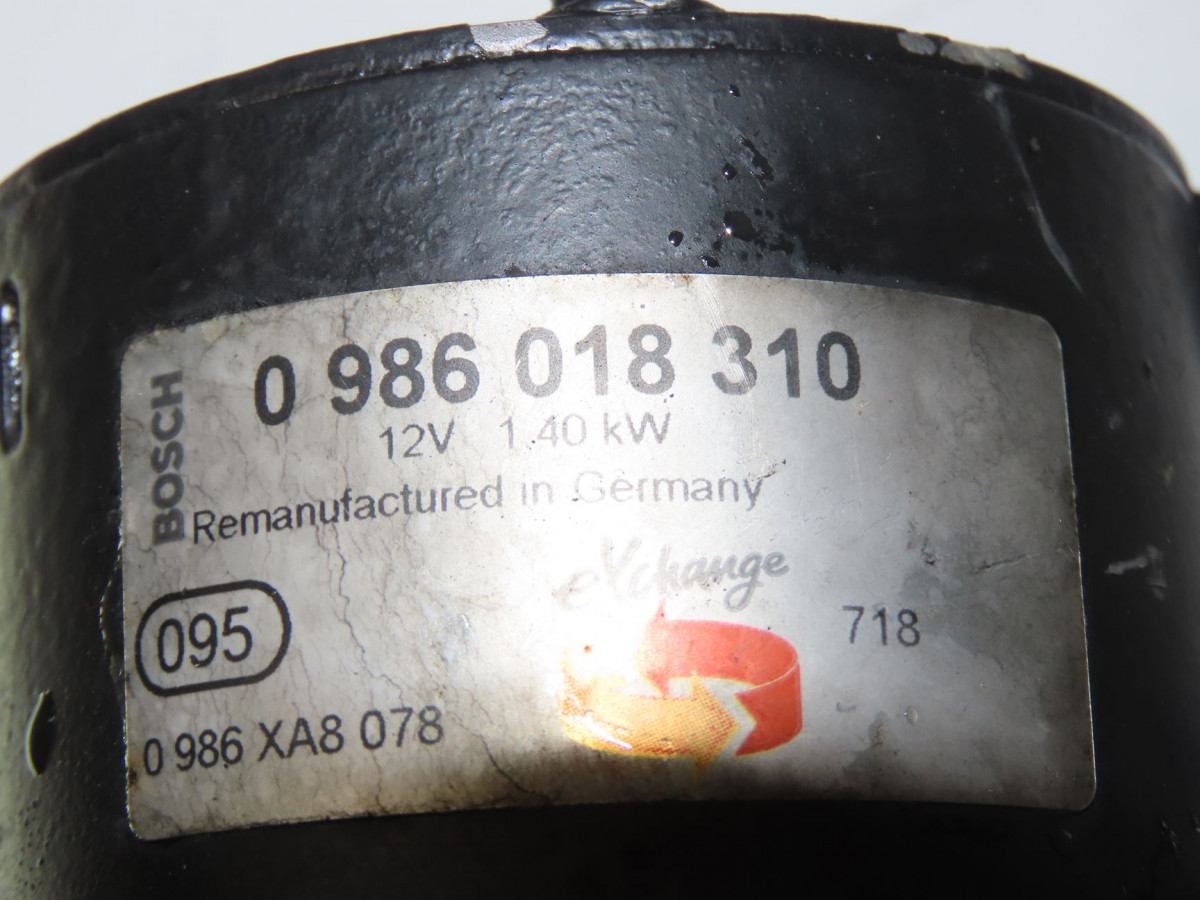 BOSCH
0 986 018 310
12V 1.40 kW
Remanufactured in Germany
eXchange
718
095
0 986 XA8 078